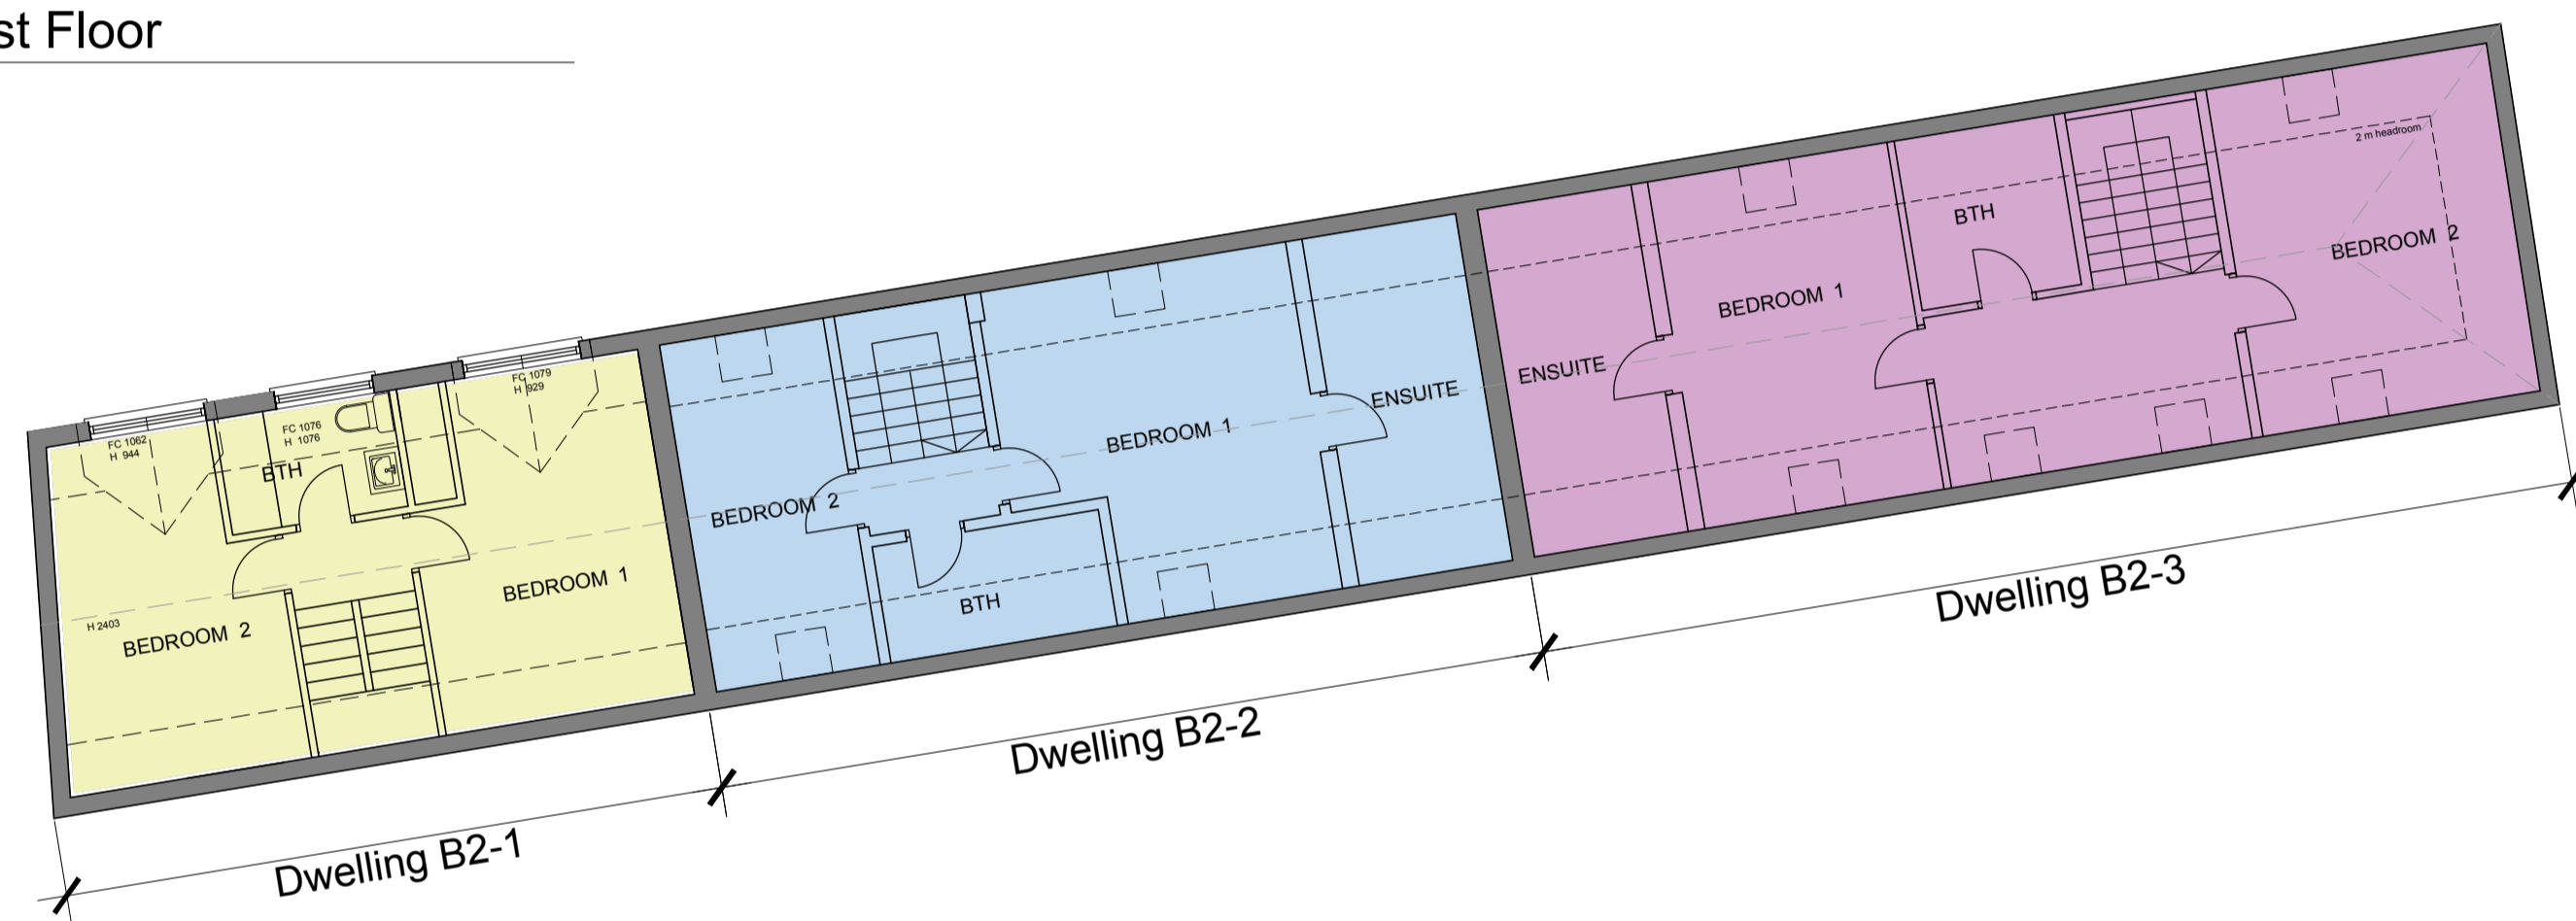 st Floor
FC 1062
H 944
FC 1076
H 1076
FC 1079
H 929
BTH
BEDROOM 1
BEDROOM 2
H 2403
BEDROOM 2
BEDROOM 1
ENSUITE
BTH
ENSUITE
BEDROOM 1
BTH
BEDROOM 2
2 m headroom
Dwelling B2-1
Dwelling B2-2
Dwelling B2-3